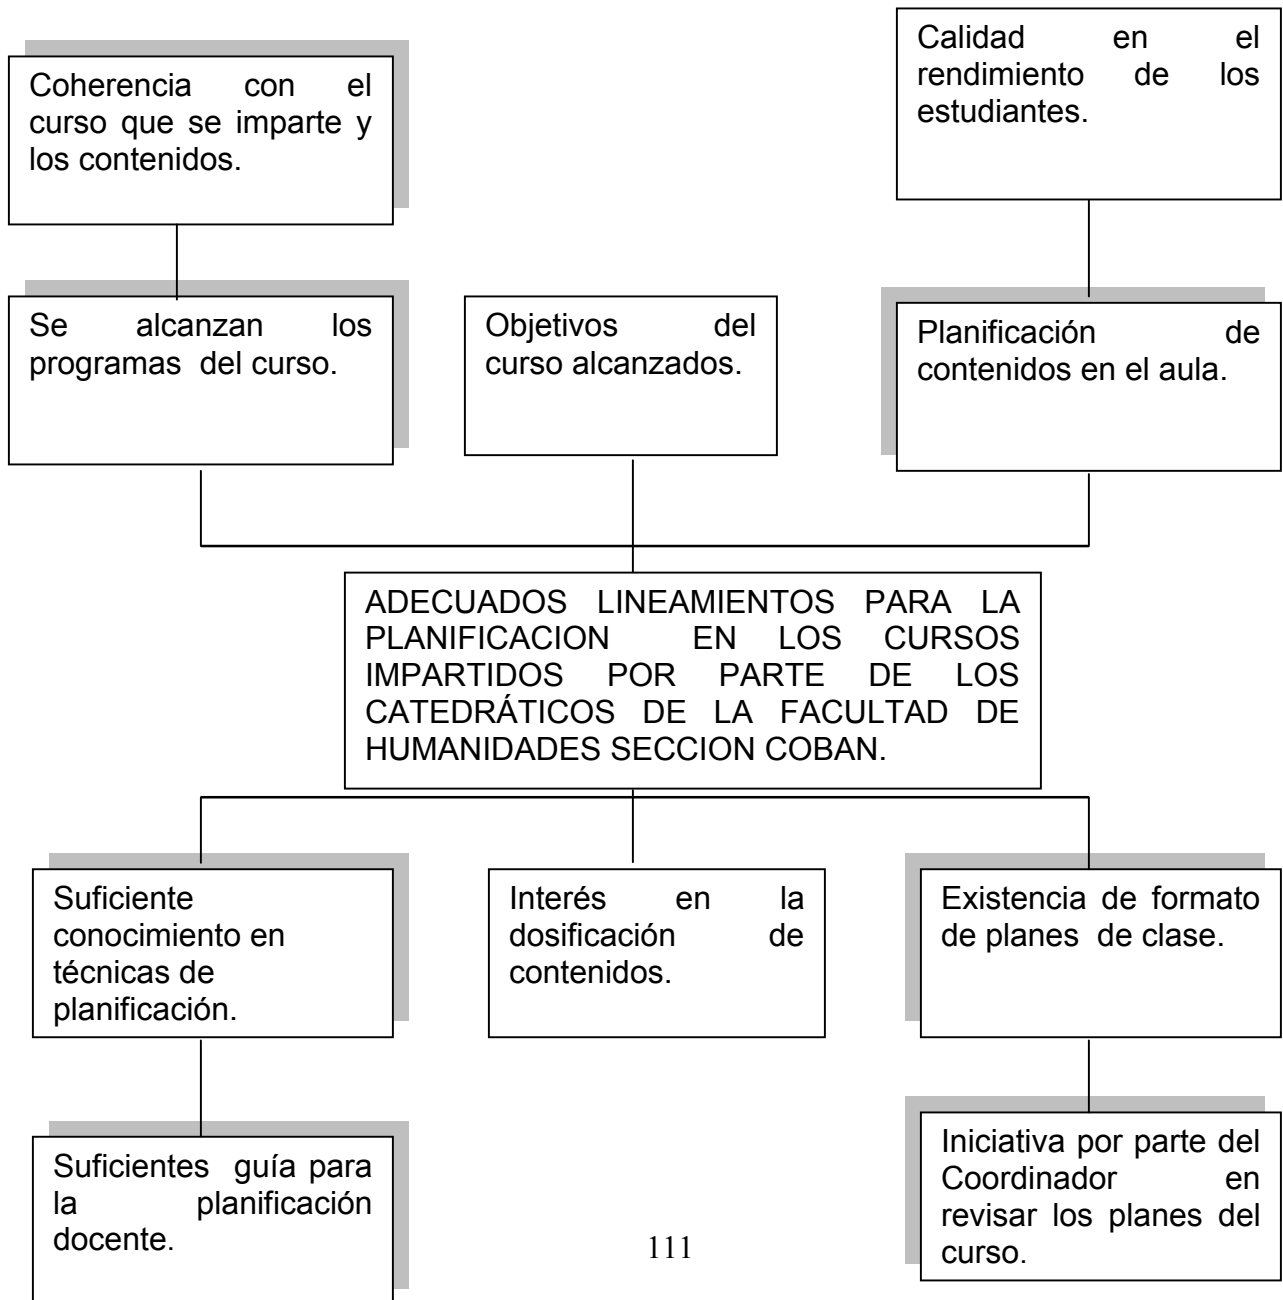 Coherencia con el
curso que se imparte y
los contenidos.
Calidad en el
rendimiento de los
estudiantes.
Se alcanzan los
programas del curso.
Objetivos del
curso alcanzados.
Planificación de
contenidos en el aula.
ADECUADOS LINEAMIENTOS PARA LA
PLANIFICACION EN LOS CURSOS
IMPARTIDOS POR PARTE DE LOS
CATEDRÁTICOS DE LA FACULTAD DE
HUMANIDADES SECCION COBAN.
Suficiente
conocimiento en
técnicas de
planificación.
Interés en la
dosificación de
contenidos.
Existencia de formato
de planes de clase.
Suficientes guía para
la planificación
docente.
Iniciativa por parte del
Coordinador en
revisar los planes del
curso.
111